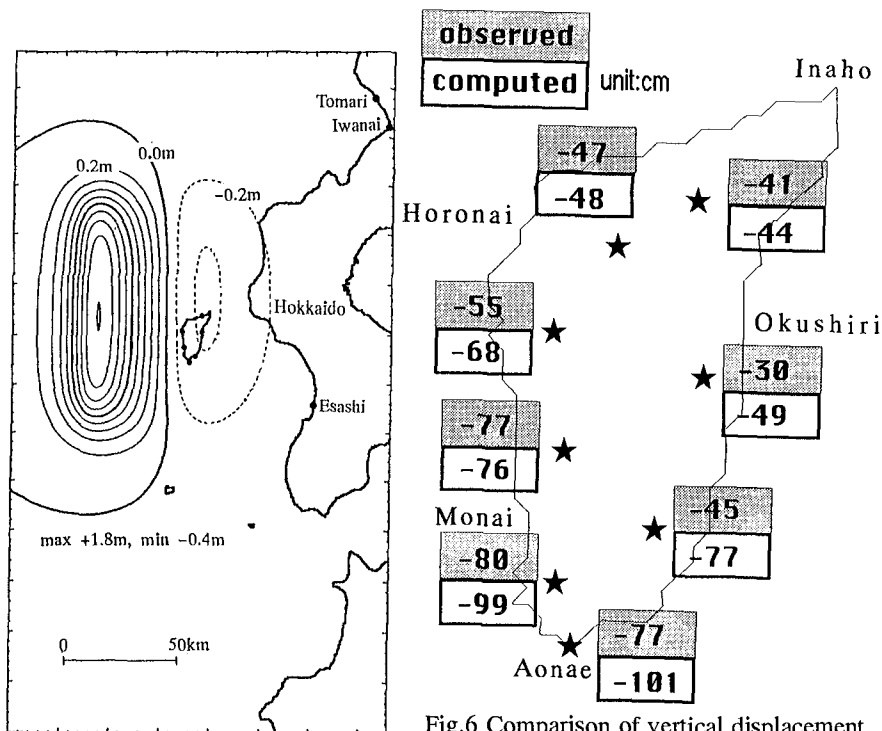 Tomari
Iwanai
0.0m
0.2m
-0.2m
Hokkaido
Esashi
max +1.8m, min -0.4m
0 50km
observed
computed unit:cm
Inaho
-47
-48
-41
-44
Horonai
-55
-68
Okushiri
-30
-49
-77
-76
-45
-77
Monai
-80
-99
-77
-101
Aonae
Fig.6 Comparison of vertical displacement